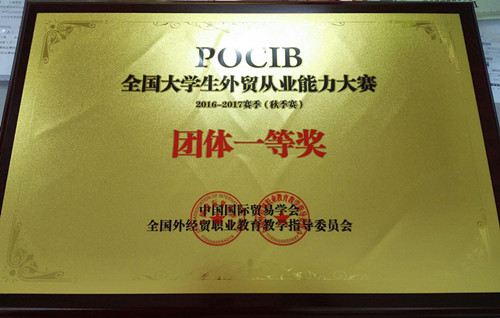 POCIB
全国大学生外贸从业能力大赛
2016-2017赛季（秋季赛）
团体一等奖
中国国际贸易学会
全国外经贸职业教育教学指导委员会